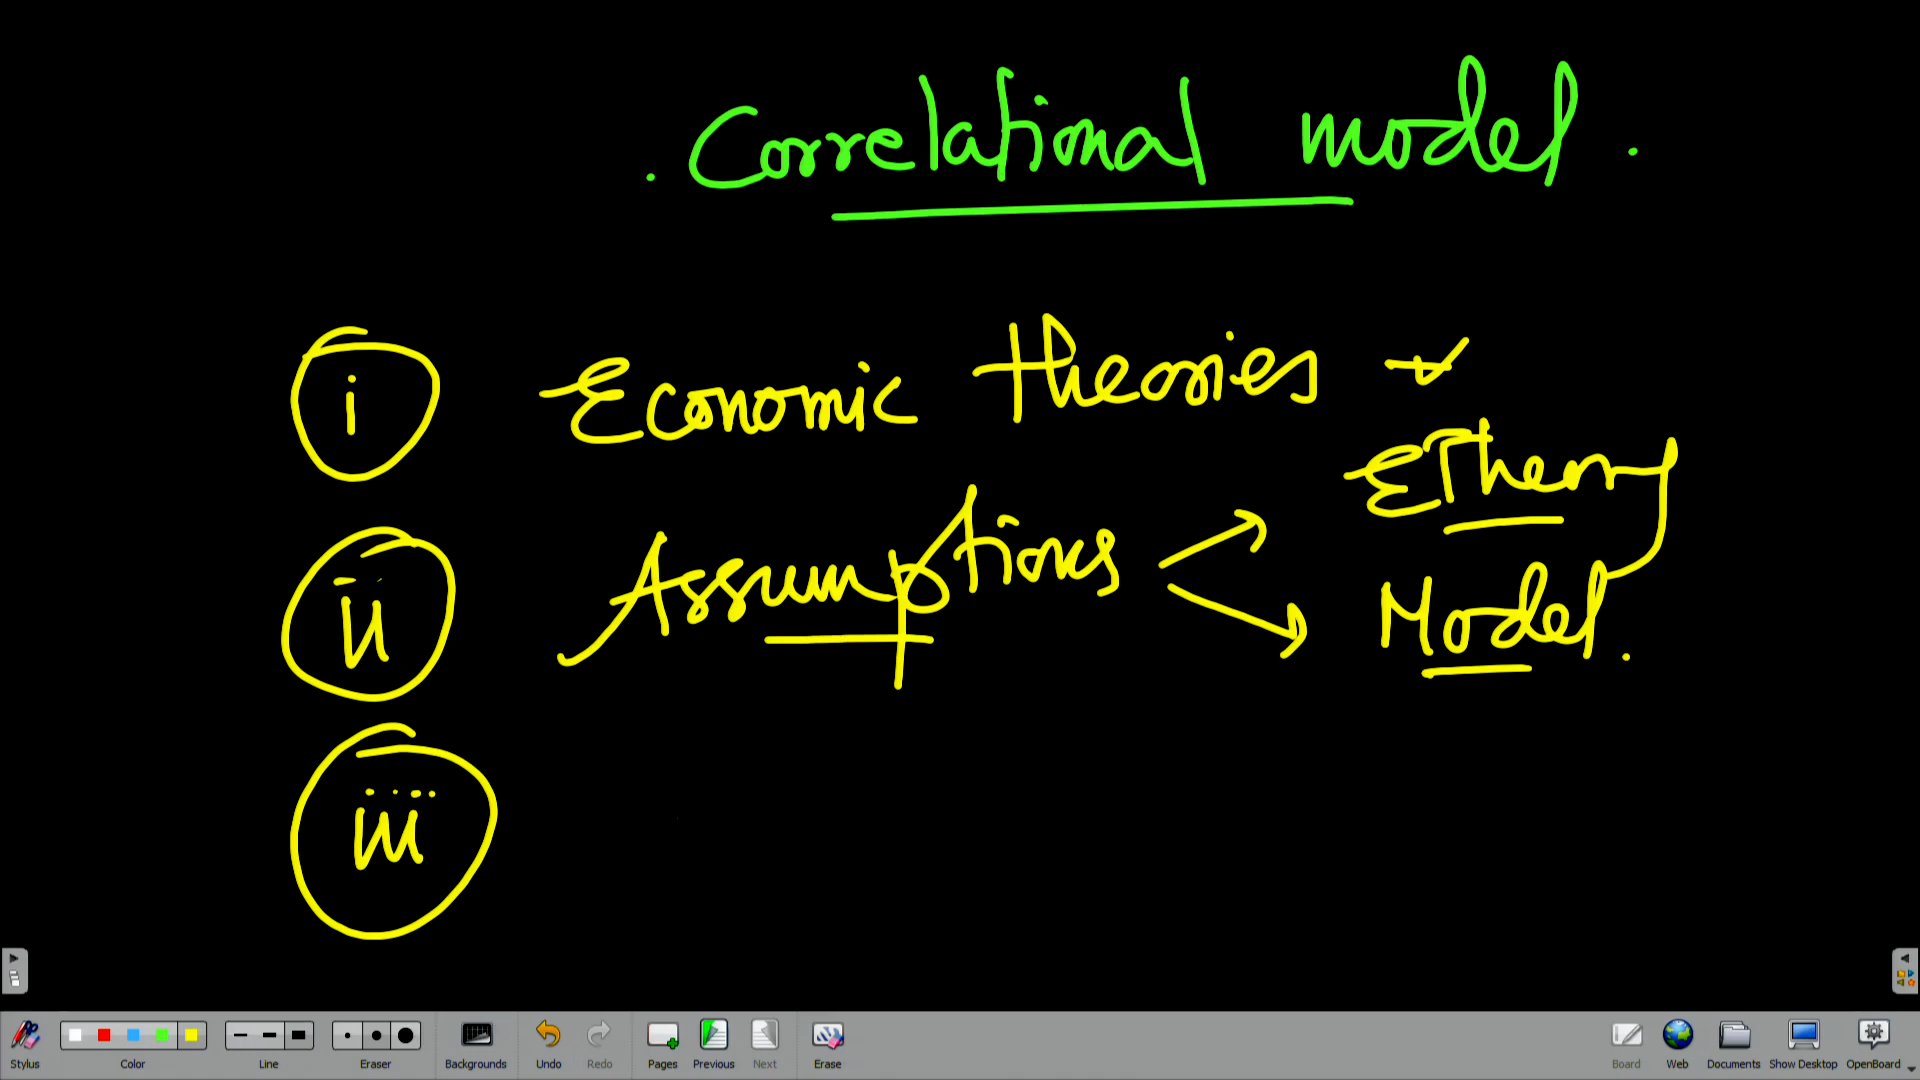 . Correlational model .
i Economic theories
ETheory
ii Assumptions
Model .
iii
Stylus Color Line Eraser Backgrounds Undo Redo Pages Previous Next Erase Board Web Documents Show Desktop OpenBoard